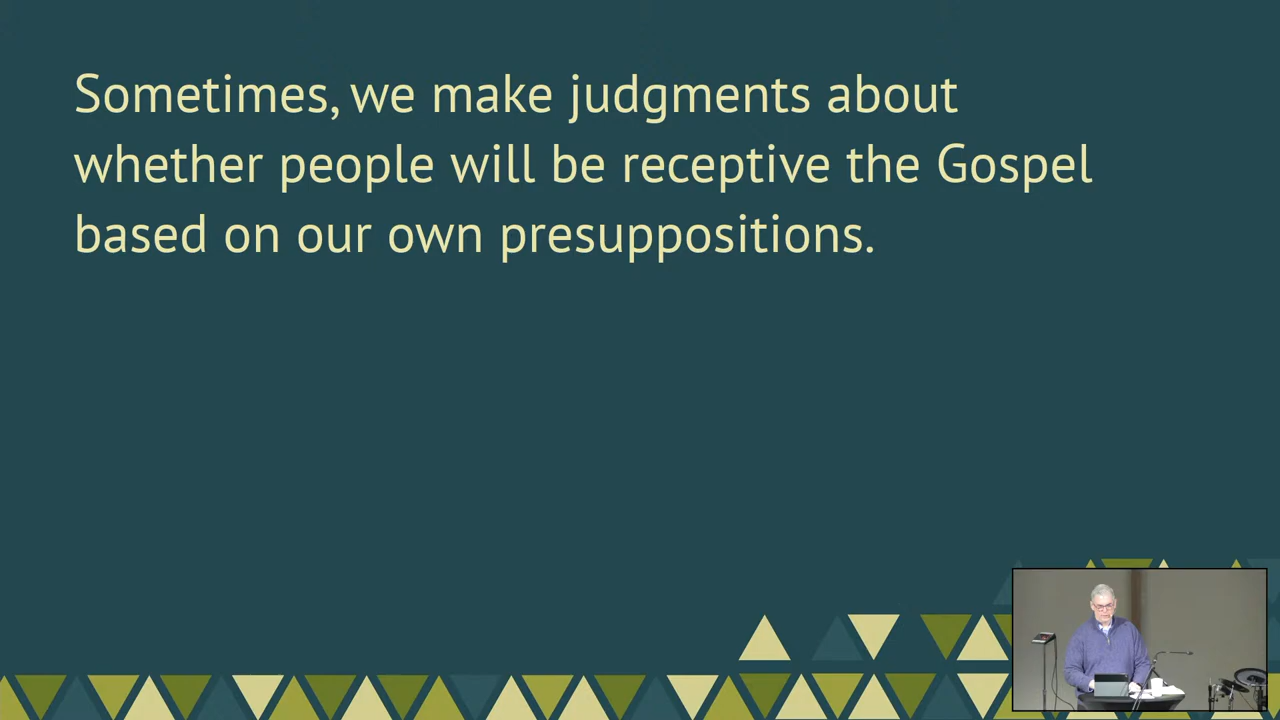 Sometimes, we make judgments about
whether people will be receptive the Gospel
based on our own presuppositions.